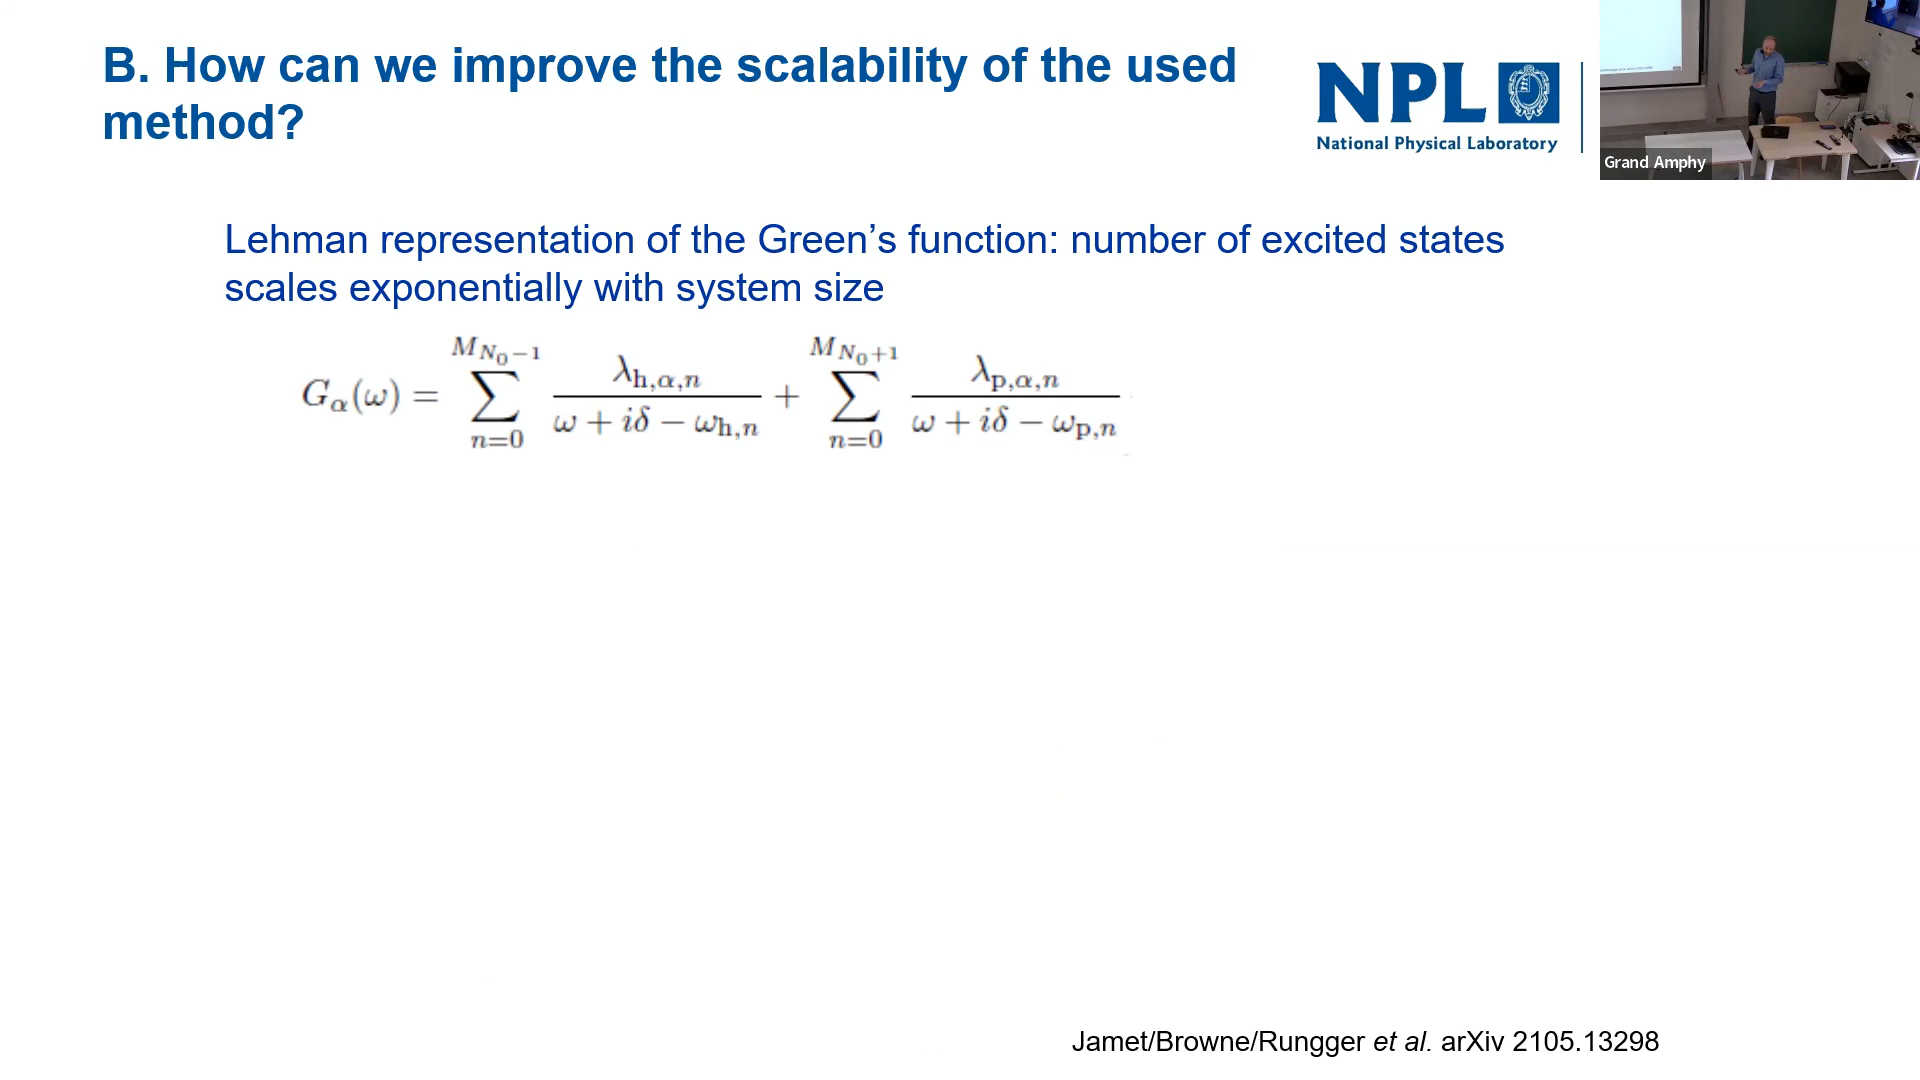 B. How can we improve the scalability of the used
method?
NPL
National Physical Laboratory
Grand Amphy
Lehman representation of the Green’s function: number of excited states
scales exponentially with system size
G_α(ω) = ∑_{n=0}^{M_{N_0−1}} λ_{h,α,n} / (ω + iδ − ω_{h,n}) + ∑_{n=0}^{M_{N_0+1}} λ_{p,α,n} / (ω + iδ − ω_{p,n})
Jamet/Browne/Rungger et al. arXiv 2105.13298